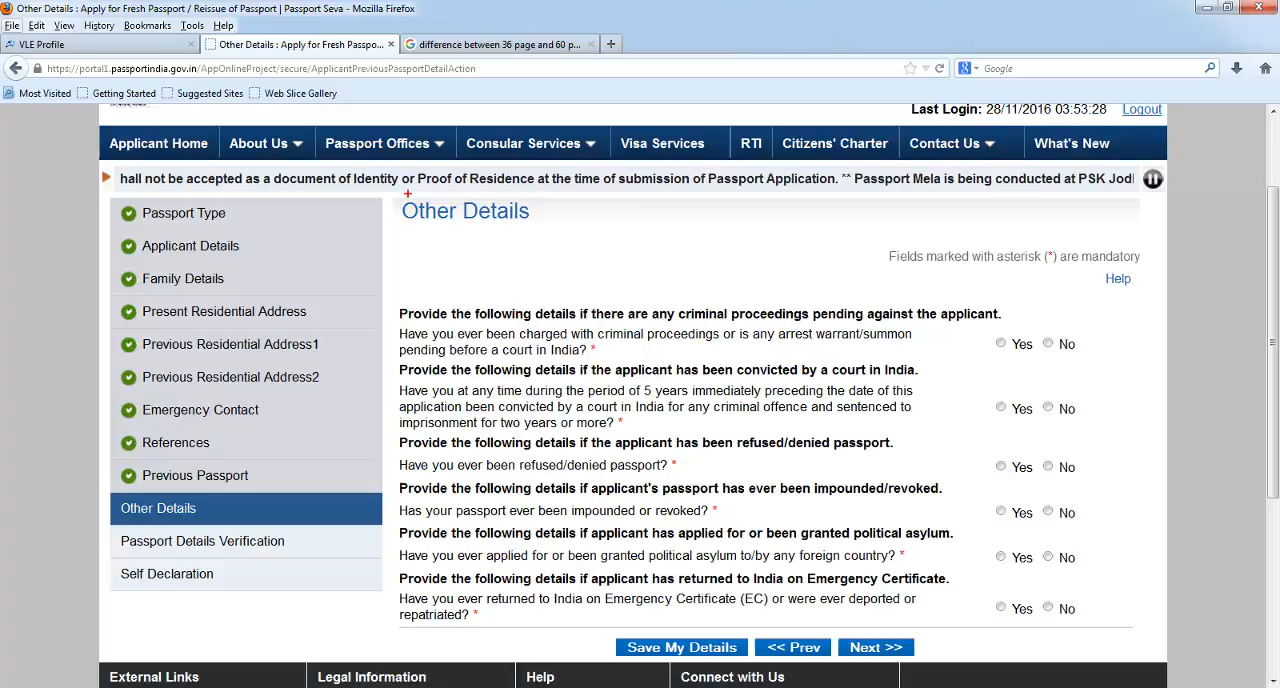 Other Details : Apply for Fresh Passport / Reissue of Passport | Passport Seva - Mozilla Firefox
File Edit View History Bookmarks Tools Help
VLE Profile × Other Details : Apply for Fresh Passpo... × difference between 36 page and 60 p... × +
https://portal1.passportindia.gov.in/AppOnlineProject/secure/ApplicantPreviousPassportDetailAction Google
Most Visited Getting Started Suggested Sites Web Slice Gallery
Last Login: 28/11/2016 03:53:28 Logout
Applicant Home About Us Passport Offices Consular Services Visa Services RTI Citizens' Charter Contact Us What's New
hall not be accepted as a document of Identity or Proof of Residence at the time of submission of Passport Application. ** Passport Mela is being conducted at PSK Jod
Passport Type
Applicant Details
Family Details
Present Residential Address
Previous Residential Address1
Previous Residential Address2
Emergency Contact
References
Previous Passport
Other Details
Passport Details Verification
Self Declaration
Other Details
Fields marked with asterisk (*) are mandatory
Help
Provide the following details if there are any criminal proceedings pending against the applicant.
Have you ever been charged with criminal proceedings or is any arrest warrant/summon
pending before a court in India? *
Yes No
Provide the following details if the applicant has been convicted by a court in India.
Have you at any time during the period of 5 years immediately preceding the date of this
application been convicted by a court in India for any criminal offence and sentenced to
imprisonment for two years or more? *
Yes No
Provide the following details if the applicant has been refused/denied passport.
Have you ever been refused/denied passport? * Yes No
Provide the following details if applicant's passport has ever been impounded/revoked.
Has your passport ever been impounded or revoked? * Yes No
Provide the following details if applicant has applied for or been granted political asylum.
Have you ever applied for or been granted political asylum to/by any foreign country? * Yes No
Provide the following details if applicant has returned to India on Emergency Certificate.
Have you ever returned to India on Emergency Certificate (EC) or were ever deported or
repatriated? *
Yes No
Save My Details << Prev Next >>
External Links Legal Information Help Connect with Us